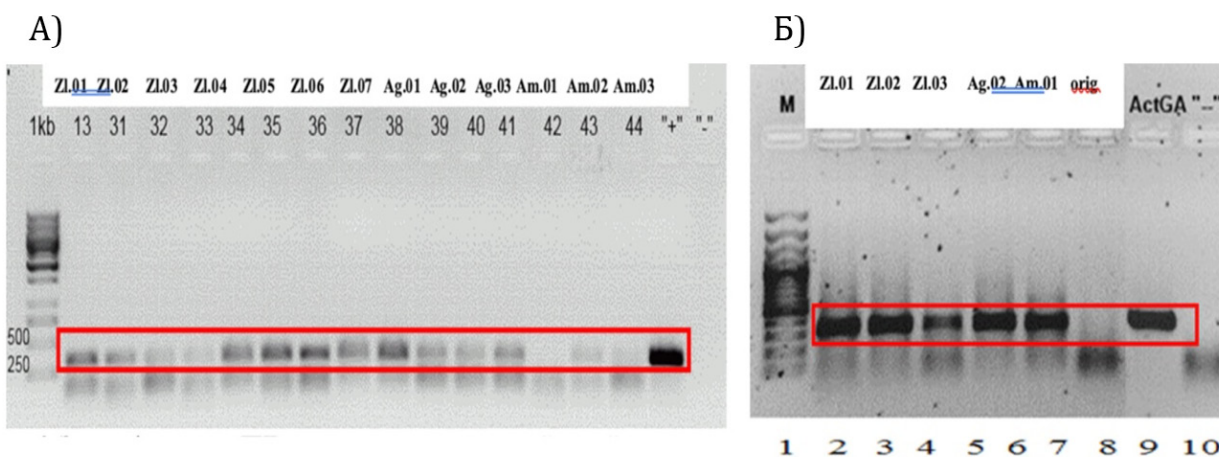 А)
Zl.01 Zl.02 Zl.03 Zl.04 Zl.05 Zl.06 Zl.07 Ag.01 Ag.02 Ag.03 Am.01 Am.02 Am.03
1kb 13 31 32 33 34 35 36 37 38 39 40 41 42 43 44 "+" "-"
500
250
Б)
Zl.01 Zl.02 Zl.03 Ag.02 Am.01 orig.
M ActGA "--"
1 2 3 4 5 6 7 8 9 10